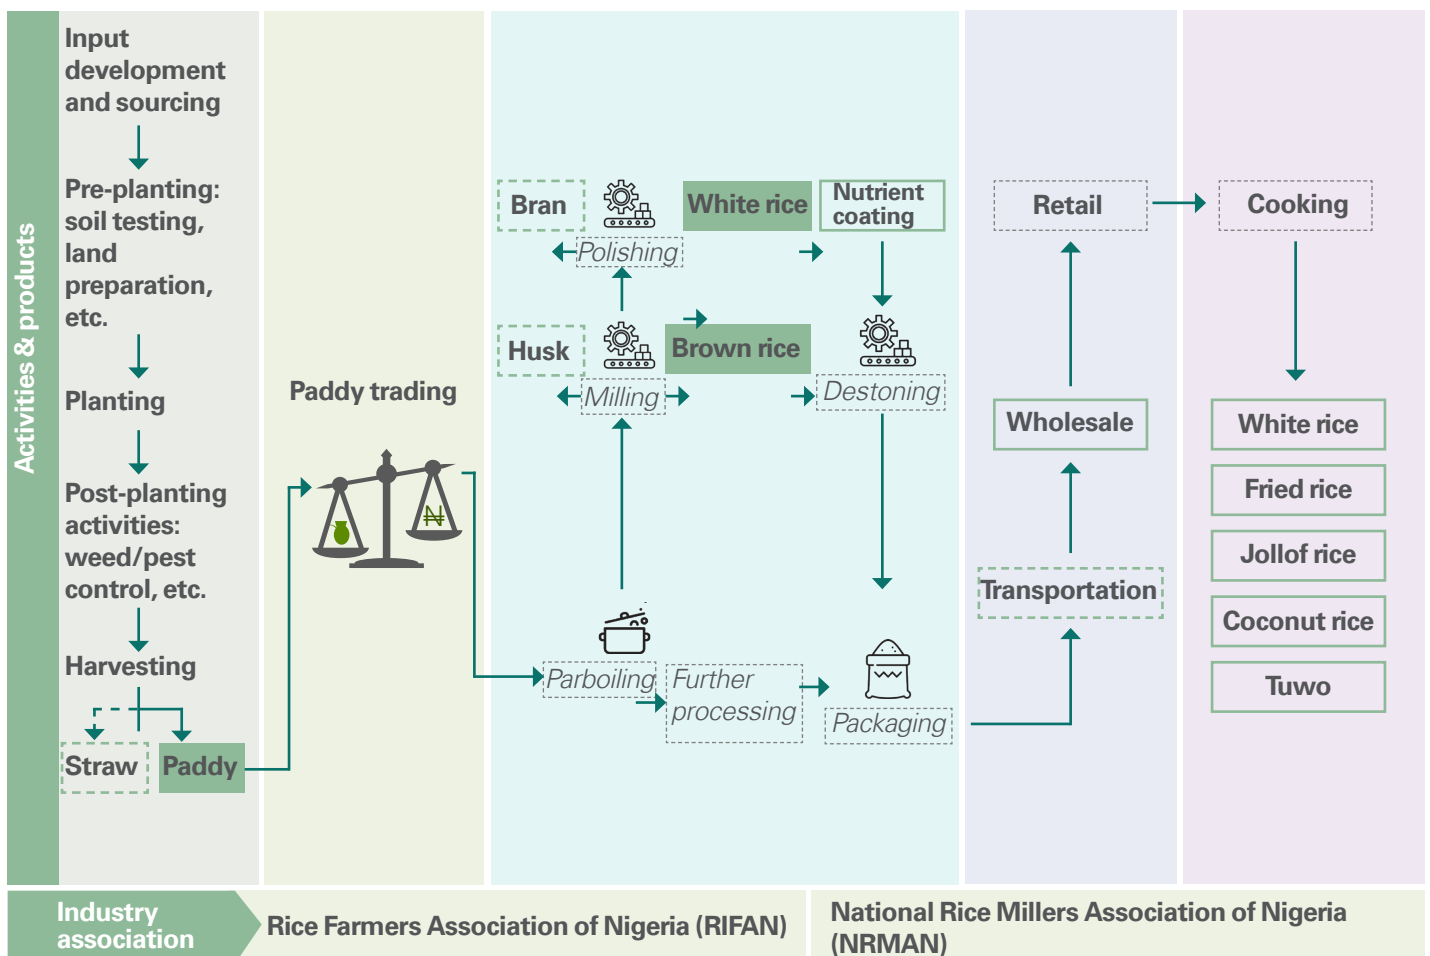 Activities & products
Input
development
and sourcing
Pre-planting:
soil testing,
land
preparation,
etc.
Planting
Post-planting
activities:
weed/pest
control, etc.
Harvesting
Straw
Paddy
Paddy trading
₦
Bran
Polishing
White rice
Nutrient
coating
Husk
Milling
Brown rice
Destoning
Parboiling
Further
processing
Packaging
Retail
Wholesale
Transportation
Cooking
White rice
Fried rice
Jollof rice
Coconut rice
Tuwo
Industry
association
Rice Farmers Association of Nigeria (RIFAN)
National Rice Millers Association of Nigeria
(NRMAN)